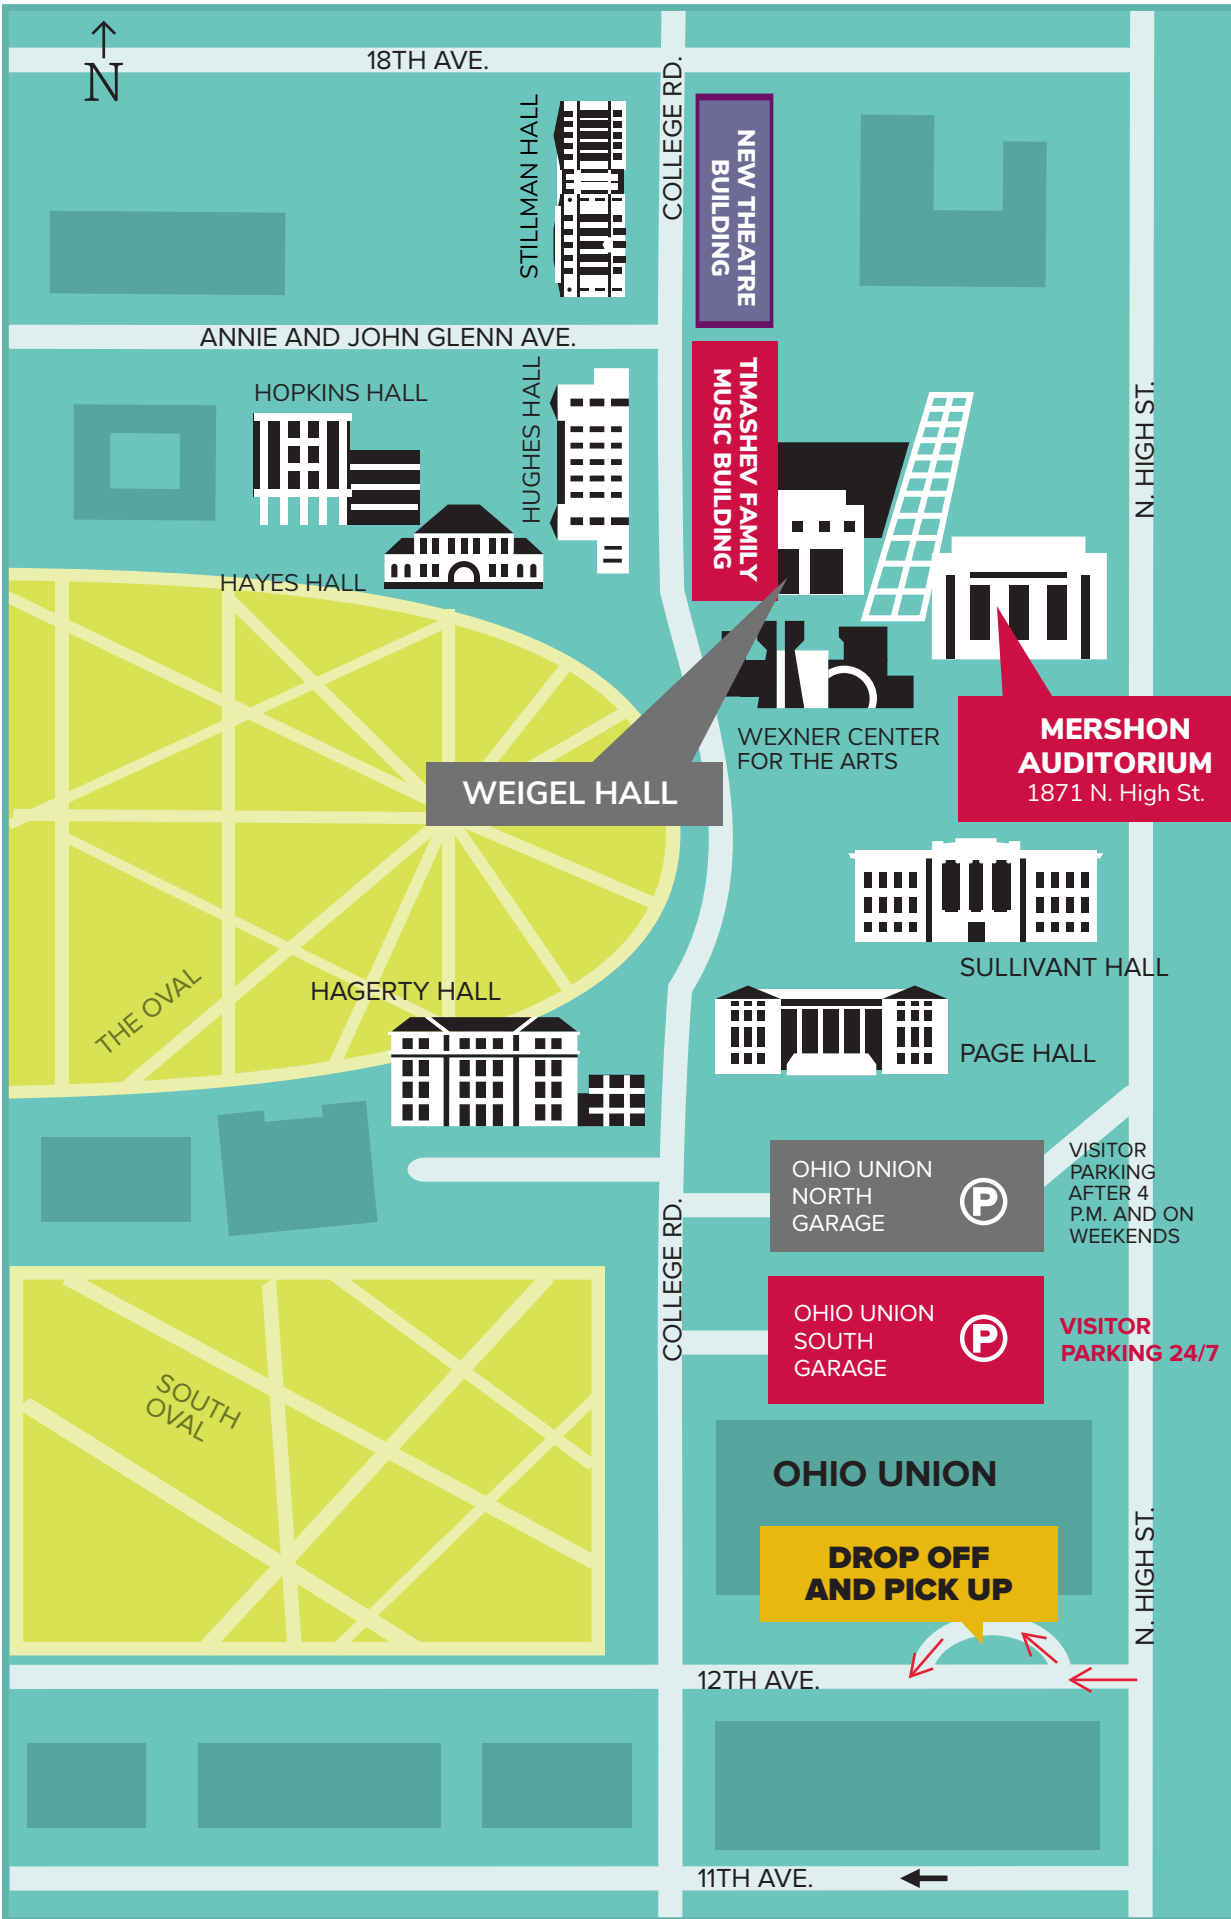 N
18TH AVE.
COLLEGE RD.
STILLMAN HALL
NEW THEATRE
BUILDING
ANNIE AND JOHN GLENN AVE.
HOPKINS HALL
HUGHES HALL
TIMASHEV FAMILY
MUSIC BUILDING
N. HIGH ST.
HAYES HALL
WEXNER CENTER
FOR THE ARTS
MERSHON
AUDITORIUM
1871 N. High St.
WEIGEL HALL
SULLIVANT HALL
THE OVAL
HAGERTY HALL
PAGE HALL
OHIO UNION
NORTH
GARAGE
P
VISITOR
PARKING
AFTER 4
P.M. AND ON
WEEKENDS
COLLEGE RD.
OHIO UNION
SOUTH
GARAGE
P
VISITOR
PARKING 24/7
SOUTH
OVAL
OHIO UNION
DROP OFF
AND PICK UP
N. HIGH ST.
12TH AVE.
11TH AVE.